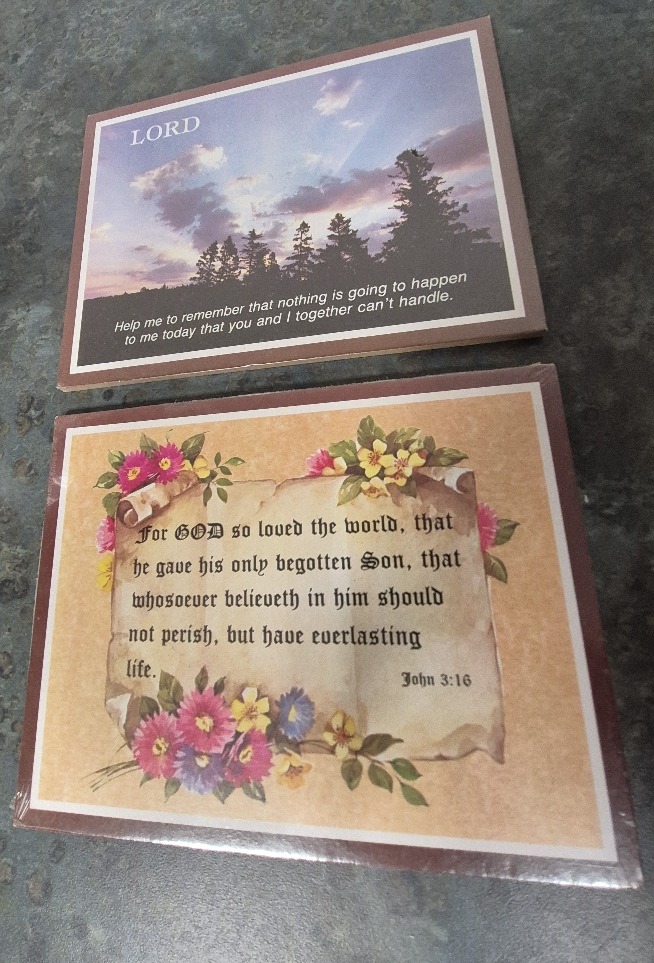 LORD
Help me to remember that nothing is going to happen
to me today that you and I together can't handle.
For GOD so loved the world, that
he gave his only begotten Son, that
whosoever believeth in him should
not perish, but have everlasting
life.
John 3:16